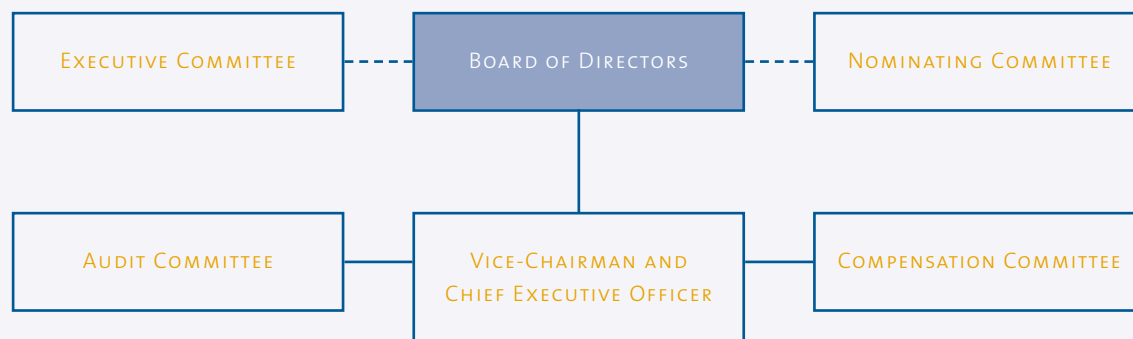 Executive Committee
Board of Directors
Nominating Committee
Audit Committee
Vice-Chairman and
Chief Executive Officer
Compensation Committee